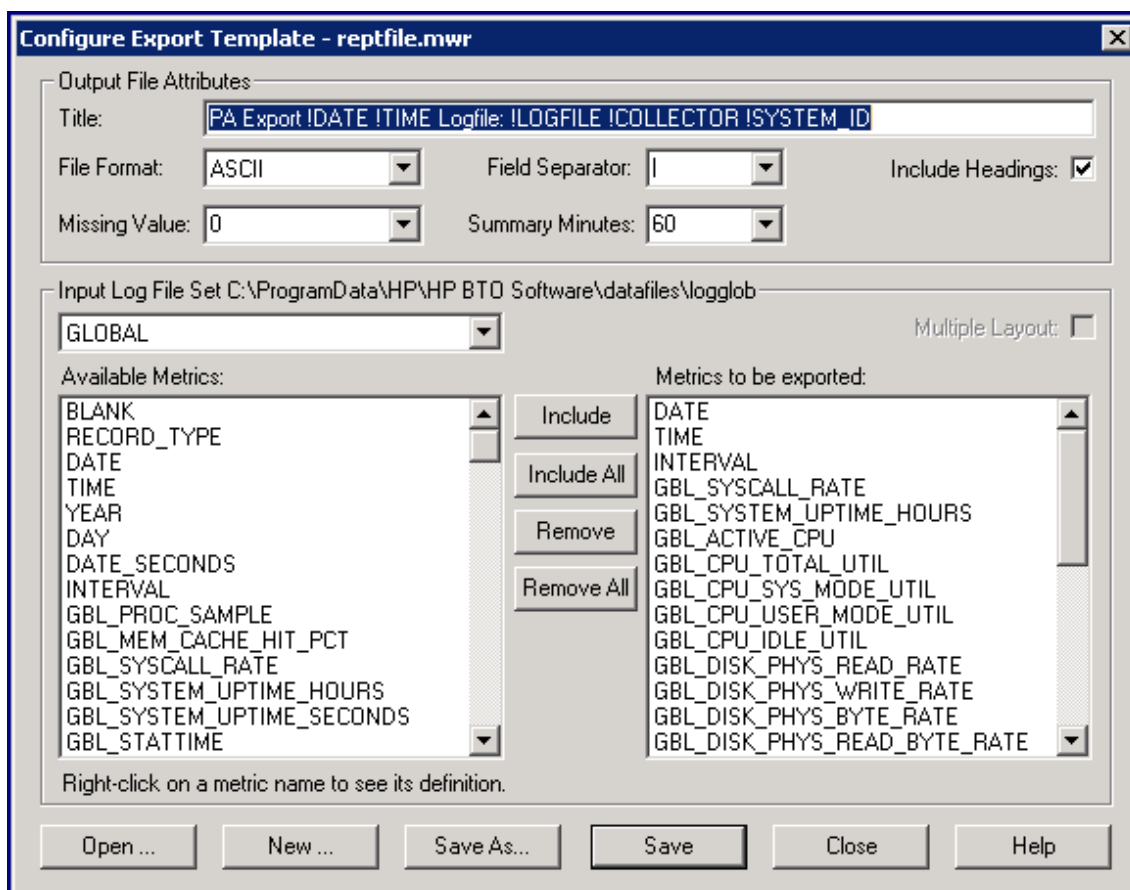 Configure Export Template - reptfile.mwr
Output File Attributes
Title: PA Export !DATE !TIME Logfile: !LOGFILE !COLLECTOR !SYSTEM_ID
File Format: ASCII Field Separator: | Include Headings:
Missing Value: 0 Summary Minutes: 60
Input Log File Set C:\ProgramData\HP\HP BTO Software\datafiles\logglob
GLOBAL Multiple Layout:
Available Metrics:
BLANK
RECORD_TYPE
DATE
TIME
YEAR
DAY
DATE_SECONDS
INTERVAL
GBL_PROC_SAMPLE
GBL_MEM_CACHE_HIT_PCT
GBL_SYSCALL_RATE
GBL_SYSTEM_UPTIME_HOURS
GBL_SYSTEM_UPTIME_SECONDS
GBL_STATTIME
Include
Include All
Remove
Remove All
Metrics to be exported:
DATE
TIME
INTERVAL
GBL_SYSCALL_RATE
GBL_SYSTEM_UPTIME_HOURS
GBL_ACTIVE_CPU
GBL_CPU_TOTAL_UTIL
GBL_CPU_SYS_MODE_UTIL
GBL_CPU_USER_MODE_UTIL
GBL_CPU_IDLE_UTIL
GBL_DISK_PHYS_READ_RATE
GBL_DISK_PHYS_WRITE_RATE
GBL_DISK_PHYS_BYTE_RATE
GBL_DISK_PHYS_READ_BYTE_RATE
Right-click on a metric name to see its definition.
Open ... New ... Save As... Save Close Help